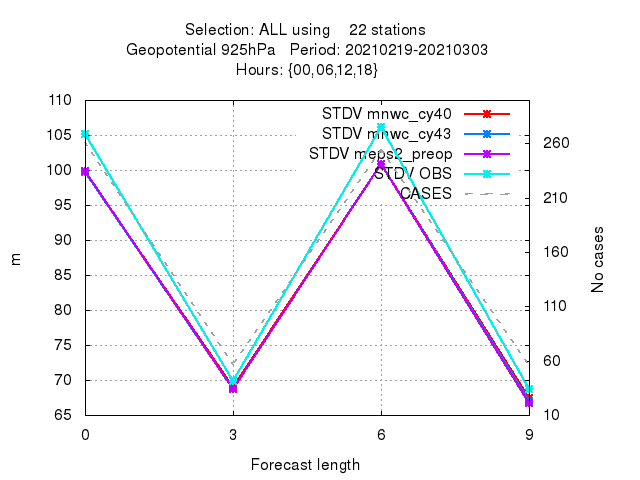 Selection: ALL using    22 stations
Geopotential 925hPa   Period: 20210219-20210303
Hours: {00,06,12,18}
110
105
100
95
90
85
80
75
70
65
m
STDV mnwc_cy40
STDV mnwc_cy43
STDV meps2_preop
STDV OBS
CASES
260
210
160
110
60
10
No cases
0 3 6 9
Forecast length